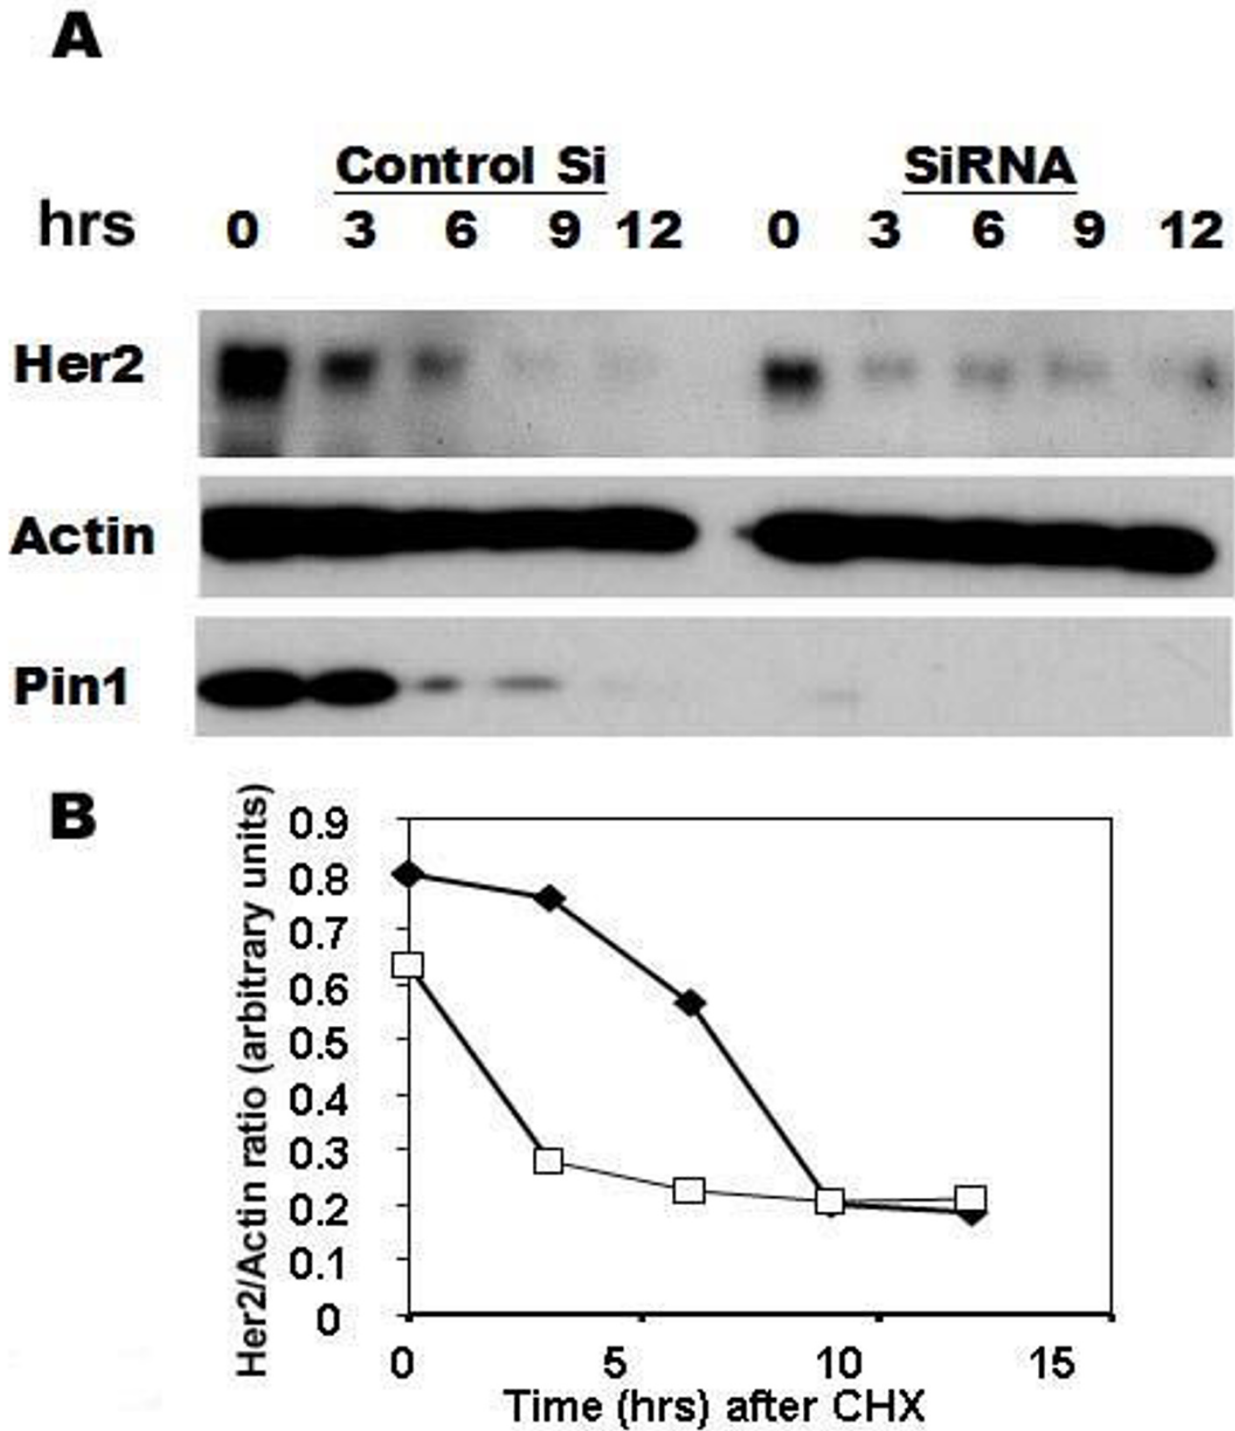 A
Control Si SiRNA
hrs 0 3 6 9 12 0 3 6 9 12
Her2
Actin
Pin1
B
Her2/Actin ratio (arbitrary units)
0.9
0.8
0.7
0.6
0.5
0.4
0.3
0.2
0.1
0
0 5 10 15
Time (hrs) after CHX